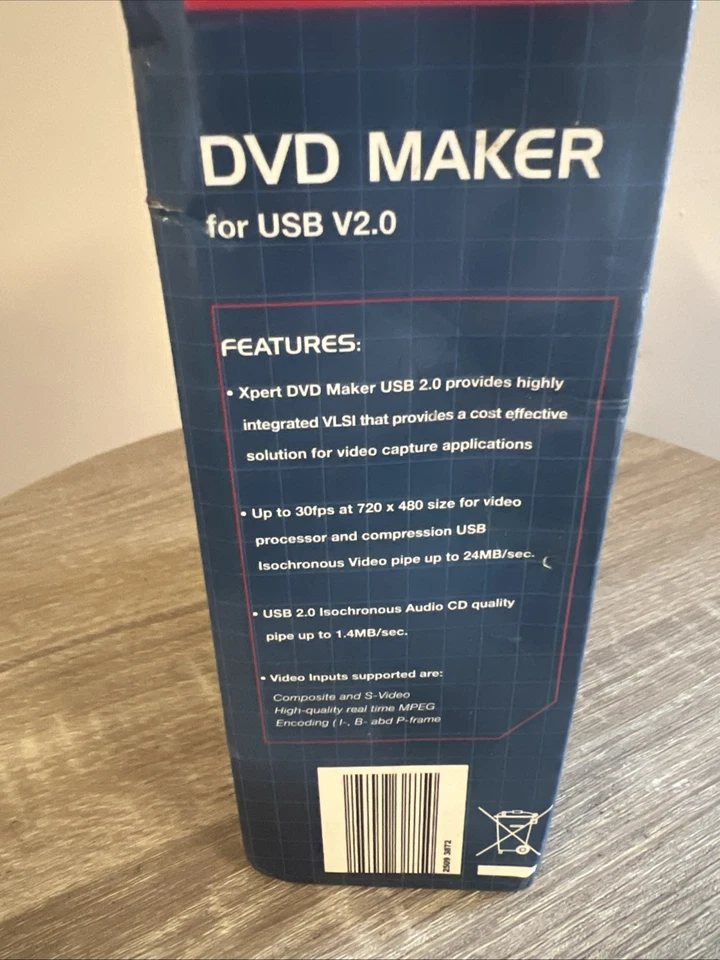 DVD MAKER
for USB V2.0
FEATURES:
• Xpert DVD Maker USB 2.0 provides highly
integrated VLSI that provides a cost effective
solution for video capture applications
• Up to 30fps at 720 x 480 size for video
processor and compression USB
Isochronous Video pipe up to 24MB/sec.
• USB 2.0 Isochronous Audio CD quality
pipe up to 1.4MB/sec.
• Video Inputs supported are:
Composite and S-Video
High-quality real time MPEG
Encoding ( I-, B- abd P-frame
2509 3872